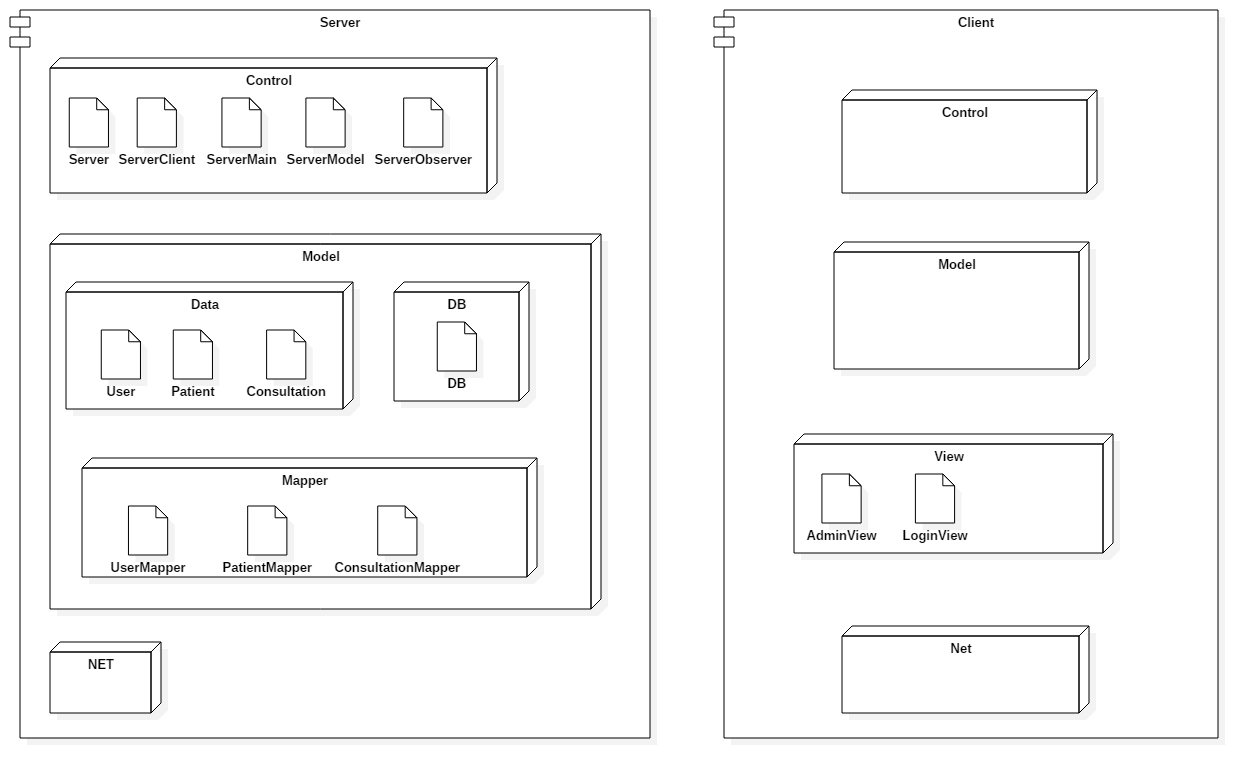 Server
Control
Server
ServerClient
ServerMain
ServerModel
ServerObserver
Model
Data
User
Patient
Consultation
DB
DB
Mapper
UserMapper
PatientMapper
ConsultationMapper
NET
Client
Control
Model
View
AdminView
LoginView
Net